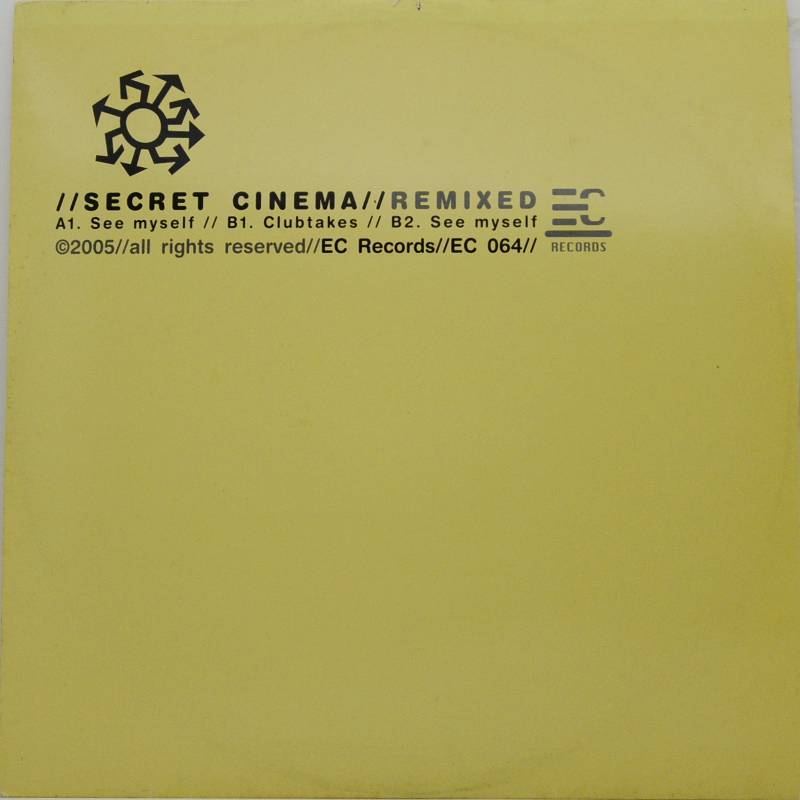 //SECRET CINEMA//REMIXED
A1. See myself // B1. Clubtakes // B2. See myself
©2005//all rights reserved//EC Records//EC 064//
EC
RECORDS